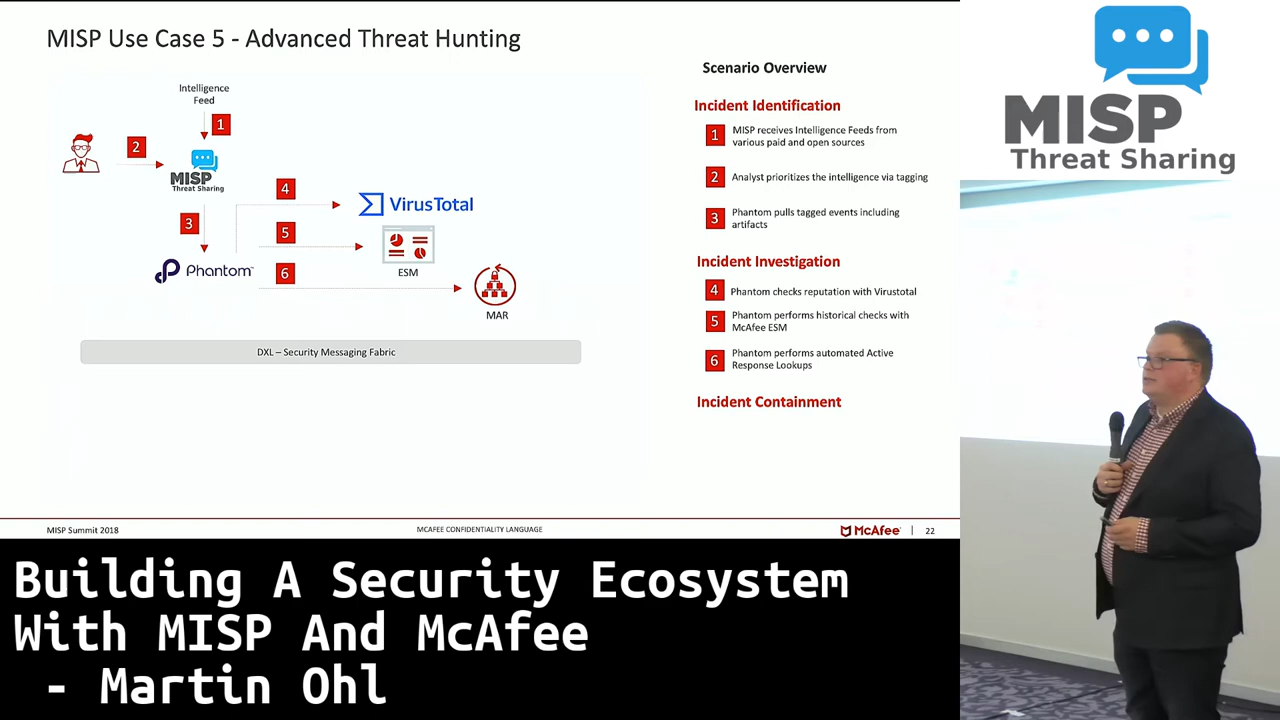 MISP Use Case 5 - Advanced Threat Hunting
Intelligence
Feed
1
2
MISP
Threat Sharing
3
4
VirusTotal
5
ESM
Phantom™
6
MAR
DXL – Security Messaging Fabric
Scenario Overview
Incident Identification
1 MISP receives Intelligence Feeds from
various paid and open sources
2 Analyst prioritizes the intelligence via tagging
3 Phantom pulls tagged events including
artifacts
Incident Investigation
4 Phantom checks reputation with Virustotal
5 Phantom performs historical checks with
McAfee ESM
6 Phantom performs automated Active
Response Lookups
Incident Containment
MISP Summit 2018
MCAFEE CONFIDENTIALITY LANGUAGE
McAfee | 22
MISP
Threat Sharing
Building A Security Ecosystem
With MISP And McAfee
- Martin Ohl